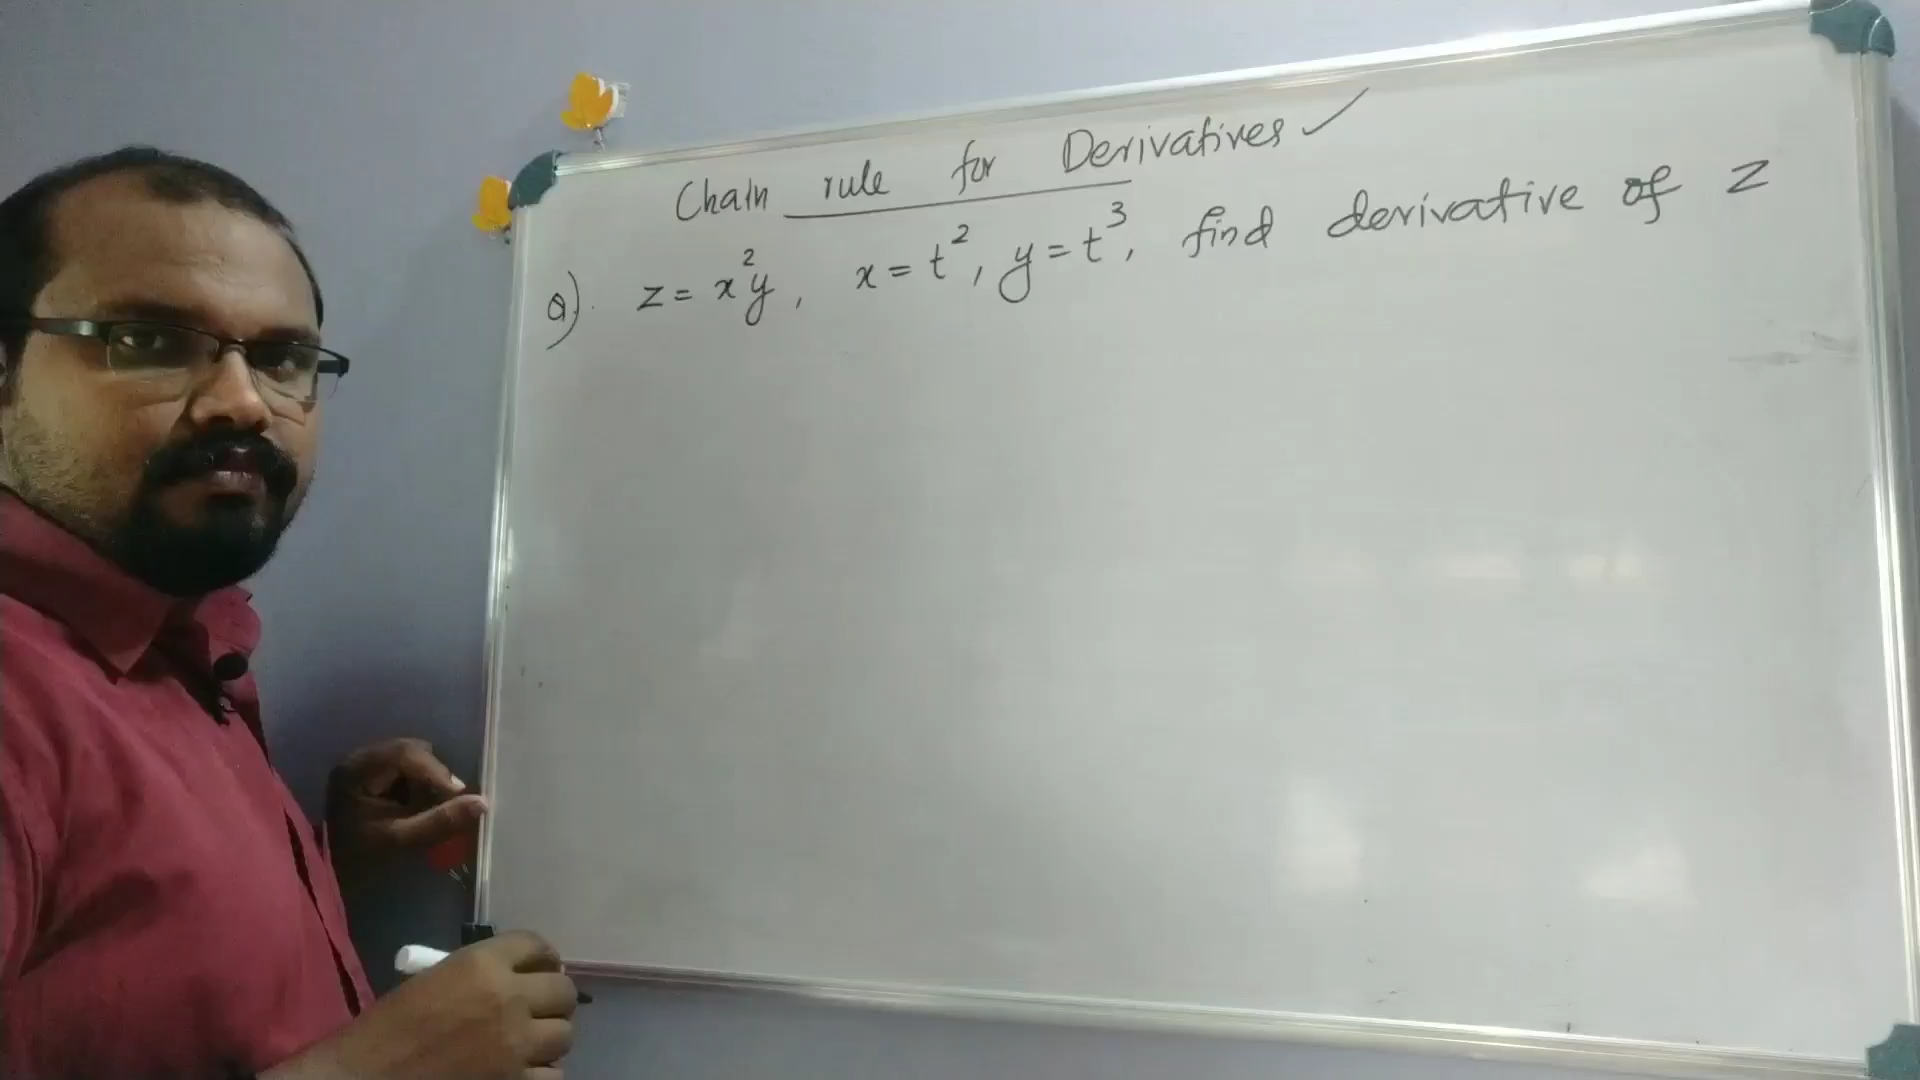 Chain rule for Derivatives ✓
Q). z = x²y, x = t², y = t³, find derivative of z